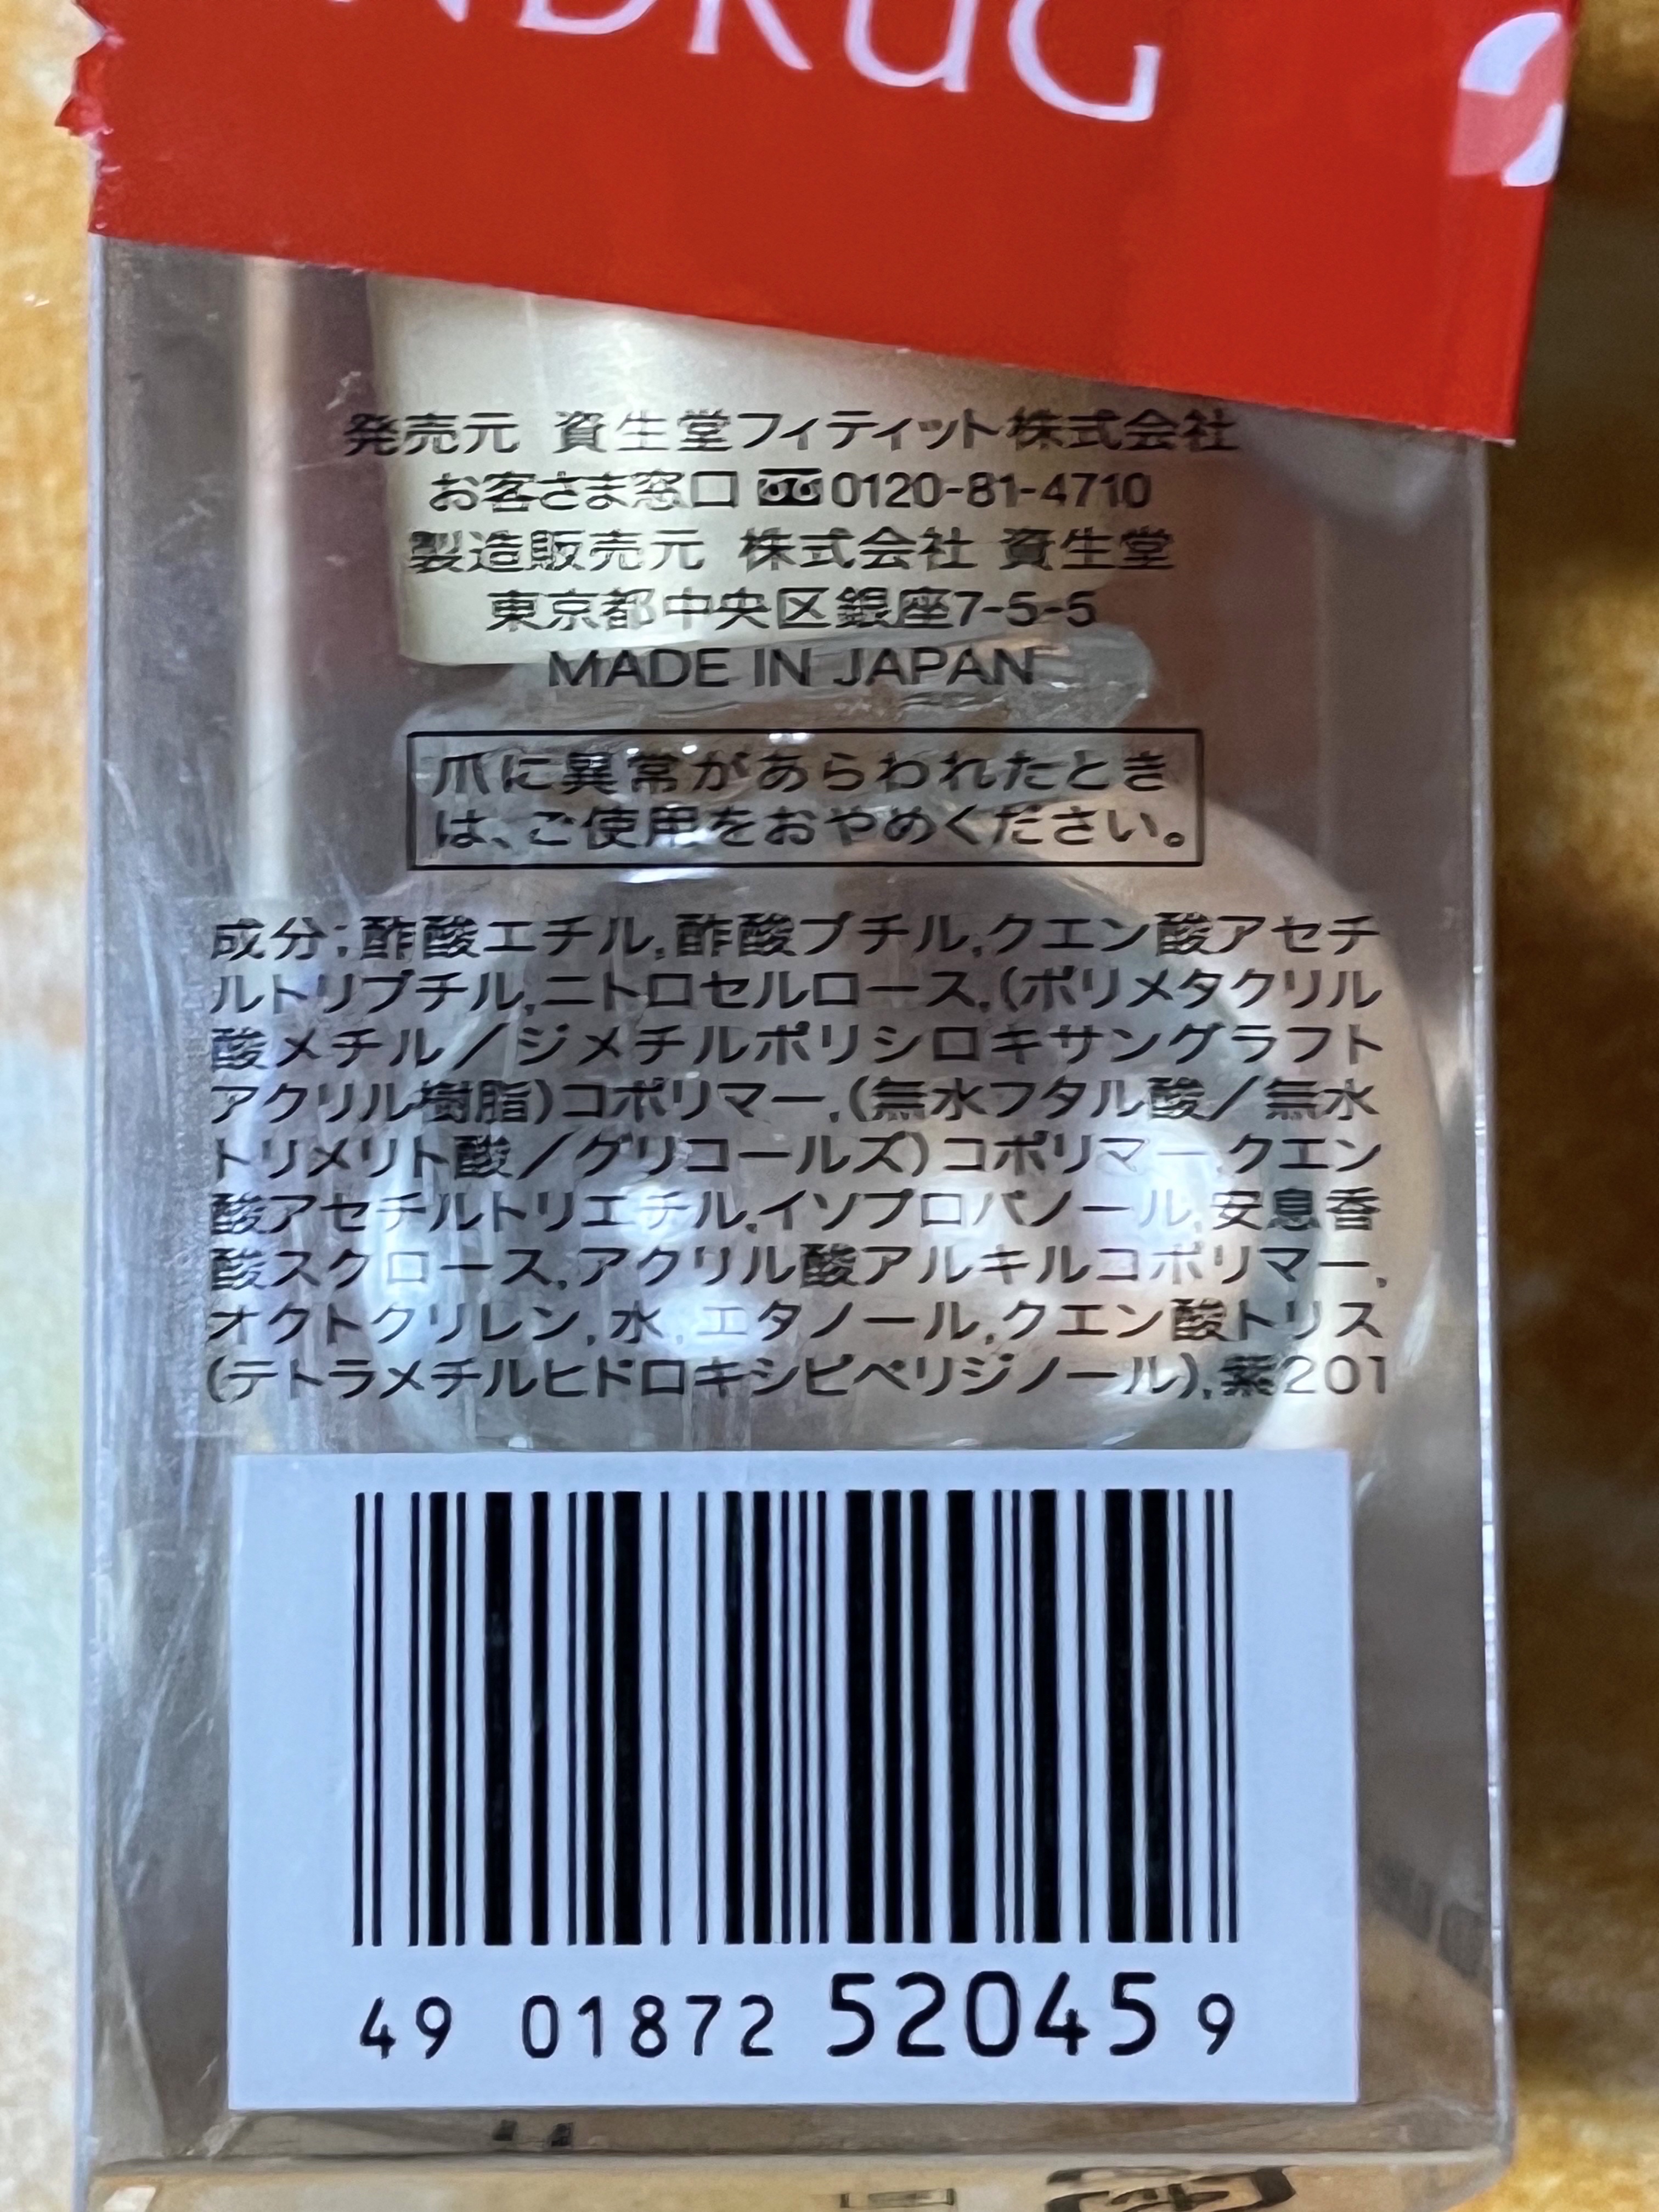 NDRUG
発売元 資生堂フィティット株式会社
お客さま窓口 0120-81-4710
製造販売元 株式会社 資生堂
東京都中央区銀座7-5-5
MADE IN JAPAN
爪に異常があらわれたとき
は、ご使用をおやめください。
成分;酢酸エチル,酢酸ブチル,クエン酸アセチ
ルトリブチル,ニトロセルロース,(ポリメタクリル
酸メチル/ジメチルポリシロキサングラフト
アクリル樹脂)コポリマー,(無水フタル酸/無水
トリメリト酸/グリコールズ)コポリマー,クエン
酸アセチルトリエチル,イソプロパノール,安息香
酸スクロース,アクリル酸アルキルコポリマー,
オクトクリレン,水,エタノール,クエン酸トリス
(テトラメチルヒドロキシピペリジノール),紫201
49 01872 52045 9